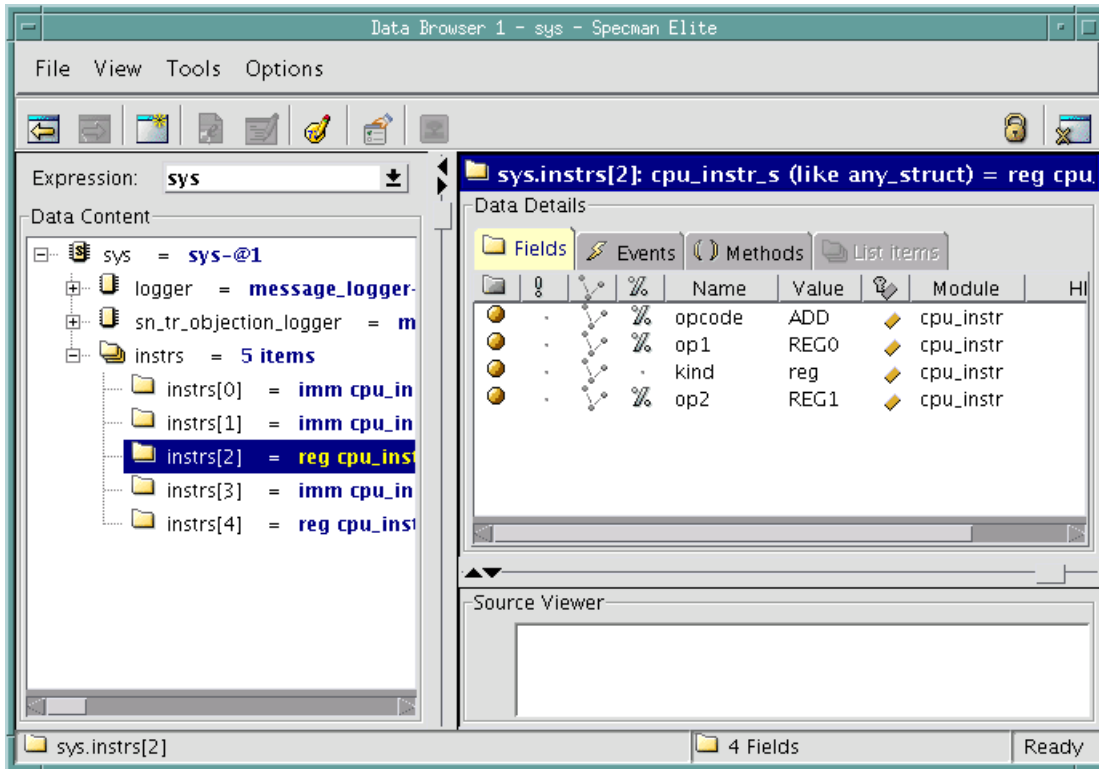 Data Browser 1 - sys - Specman Elite
File View Tools Options
Expression: sys
Data Content
sys = sys-@1
logger = message_logger-
sn_tr_objection_logger = m
instrs = 5 items
instrs[0] = imm cpu_in
instrs[1] = imm cpu_in
instrs[2] = reg cpu_inst
instrs[3] = imm cpu_in
instrs[4] = reg cpu_inst
sys.instrs[2]: cpu_instr_s (like any_struct) = reg cpu_
Data Details
Fields Events Methods List items
Name Value Module HI
opcode ADD cpu_instr
op1 REG0 cpu_instr
kind reg cpu_instr
op2 REG1 cpu_instr
Source Viewer
sys.instrs[2] 4 Fields Ready